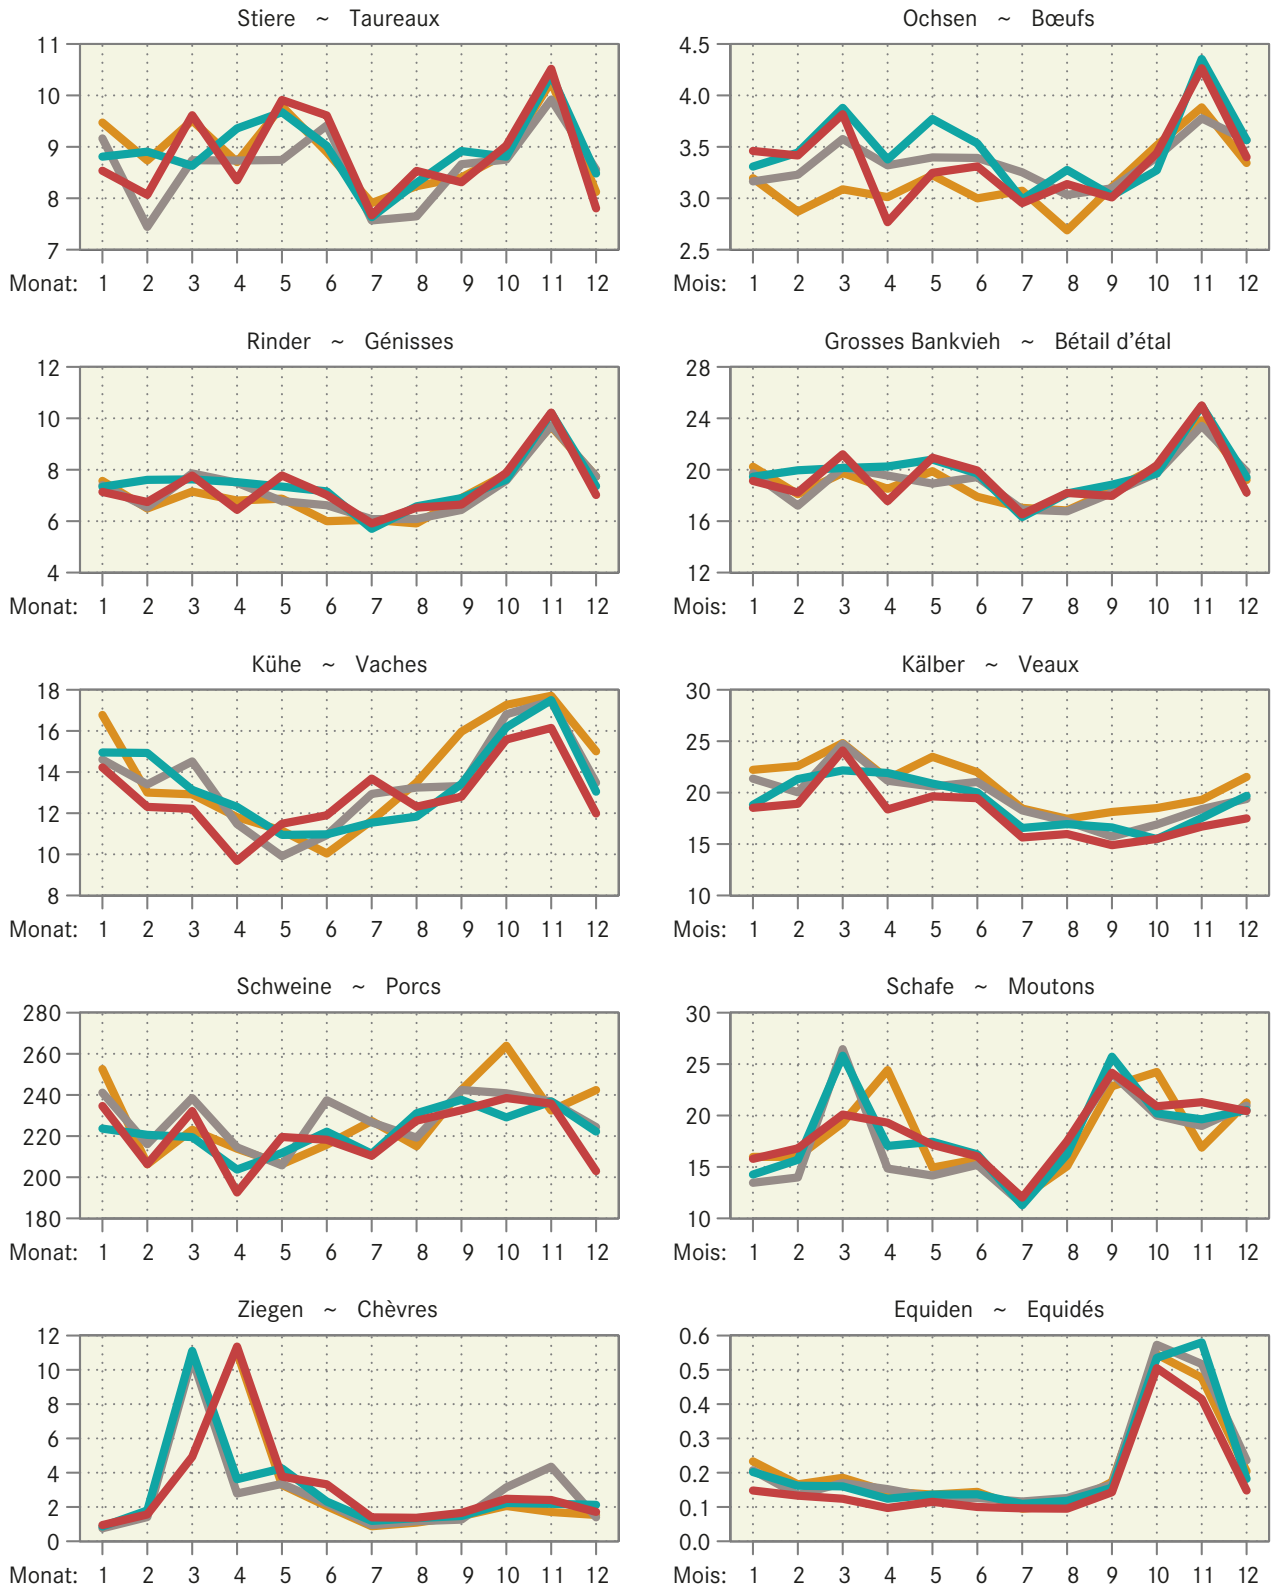 Stiere ~ Taureaux
11
10
9
8
7
Monat: 1 2 3 4 5 6 7 8 9 10 11 12
Ochsen ~ Bœufs
4.5
4.0
3.5
3.0
2.5
Mois: 1 2 3 4 5 6 7 8 9 10 11 12
Rinder ~ Génisses
12
10
8
6
4
Monat: 1 2 3 4 5 6 7 8 9 10 11 12
Grosses Bankvieh ~ Bétail d’étal
28
24
20
16
12
Mois: 1 2 3 4 5 6 7 8 9 10 11 12
Kühe ~ Vaches
18
16
14
12
10
8
Monat: 1 2 3 4 5 6 7 8 9 10 11 12
Kälber ~ Veaux
30
25
20
15
10
Mois: 1 2 3 4 5 6 7 8 9 10 11 12
Schweine ~ Porcs
280
260
240
220
200
180
Monat: 1 2 3 4 5 6 7 8 9 10 11 12
Schafe ~ Moutons
30
25
20
15
10
Mois: 1 2 3 4 5 6 7 8 9 10 11 12
Ziegen ~ Chèvres
12
10
8
6
4
2
0
Monat: 1 2 3 4 5 6 7 8 9 10 11 12
Equiden ~ Equidés
0.6
0.5
0.4
0.3
0.2
0.1
0.0
Mois: 1 2 3 4 5 6 7 8 9 10 11 12